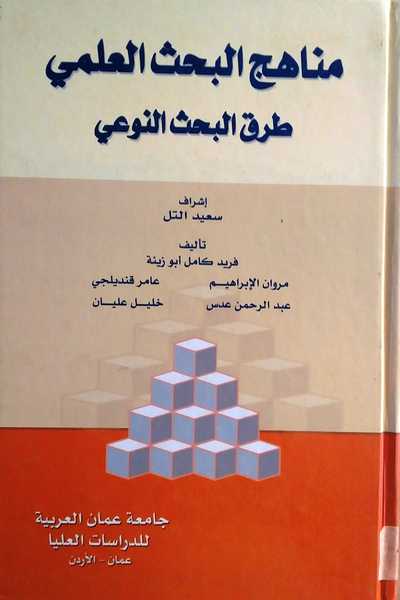 مناهج البحث العلمي
طرق البحث النوعي
إشراف
سعيد التل
تأليف
فريد كامل أبو زينة
مروان الإبراهيم عامر قنديلجي
عبد الرحمن عدس خليل عليان
جامعة عمان العربية
للدراسات العليا
عمان - الأردن